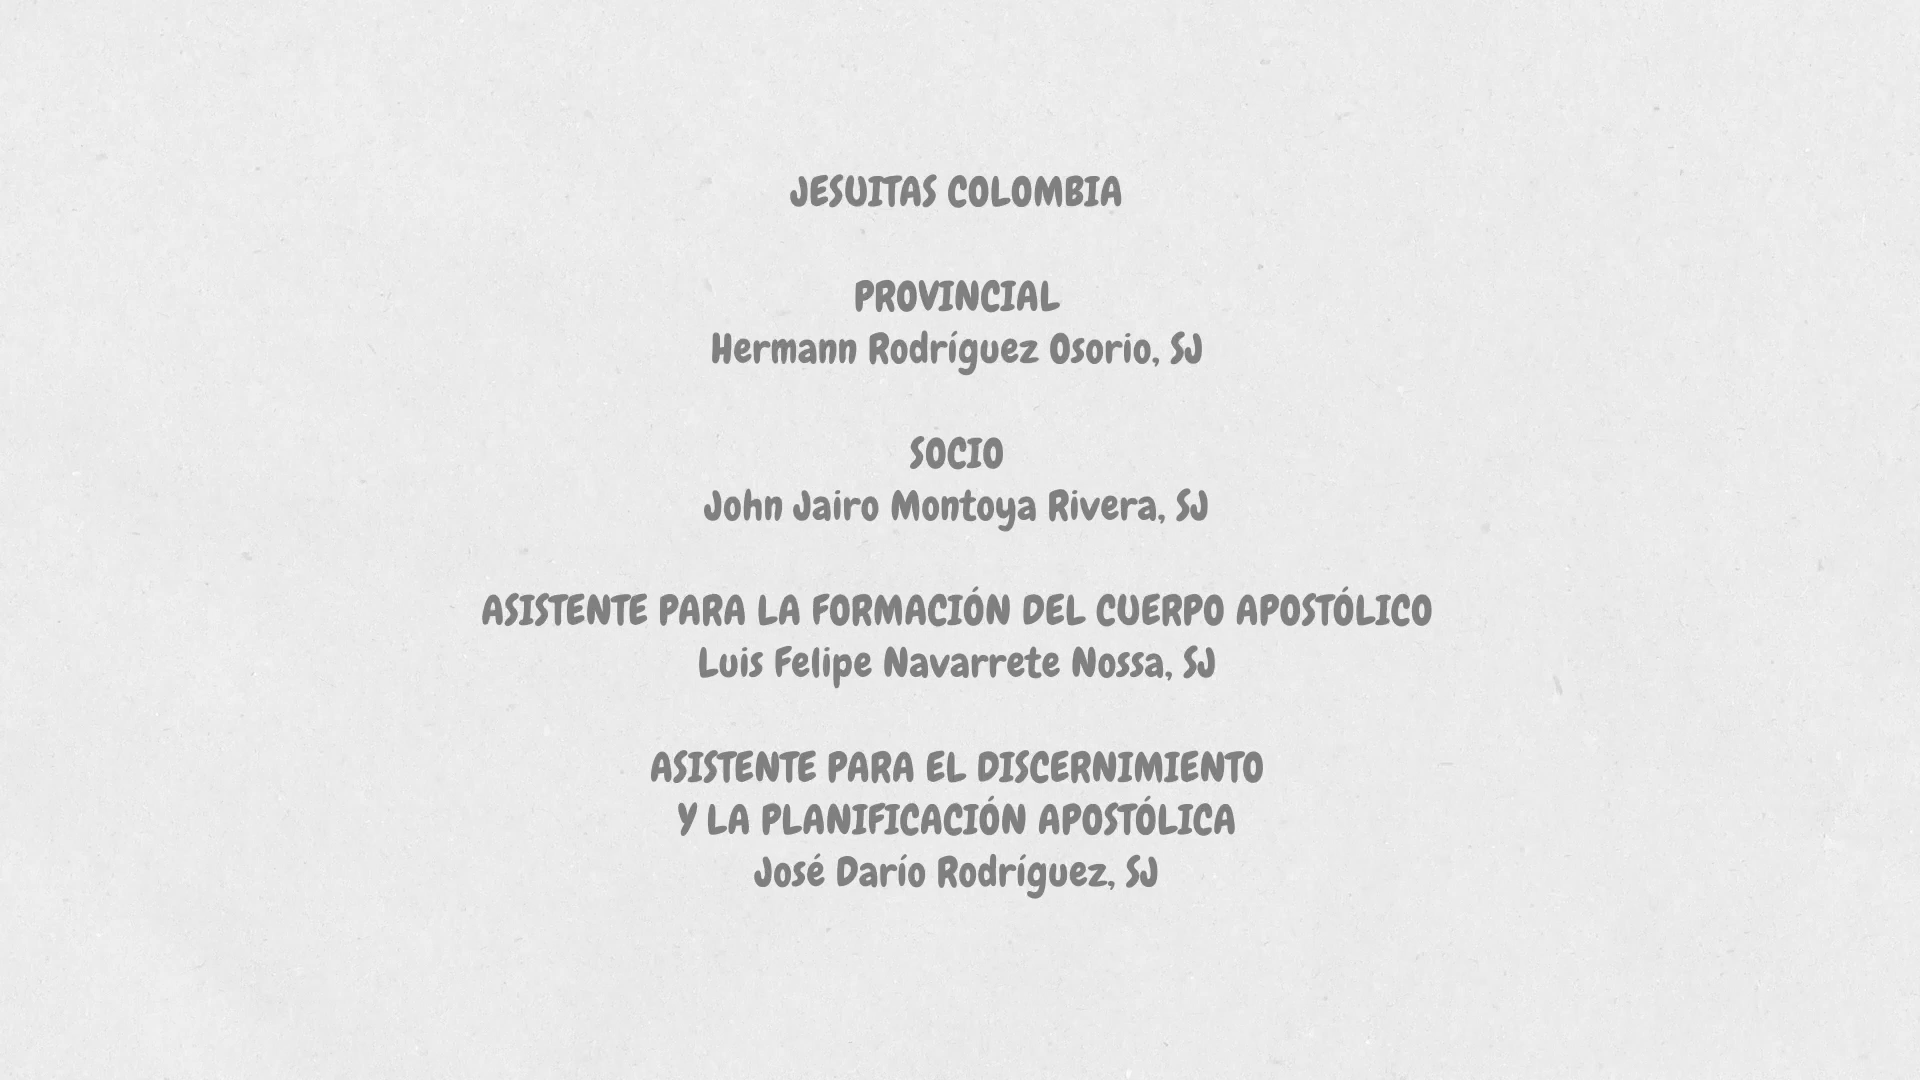 JESUITAS COLOMBIA
PROVINCIAL
Hermann Rodríguez Osorio, SJ
SOCIO
John Jairo Montoya Rivera, SJ
ASISTENTE PARA LA FORMACIÓN DEL CUERPO APOSTÓLICO
Luis Felipe Navarrete Nossa, SJ
ASISTENTE PARA EL DISCERNIMIENTO
Y LA PLANIFICACIÓN APOSTÓLICA
José Darío Rodríguez, SJ